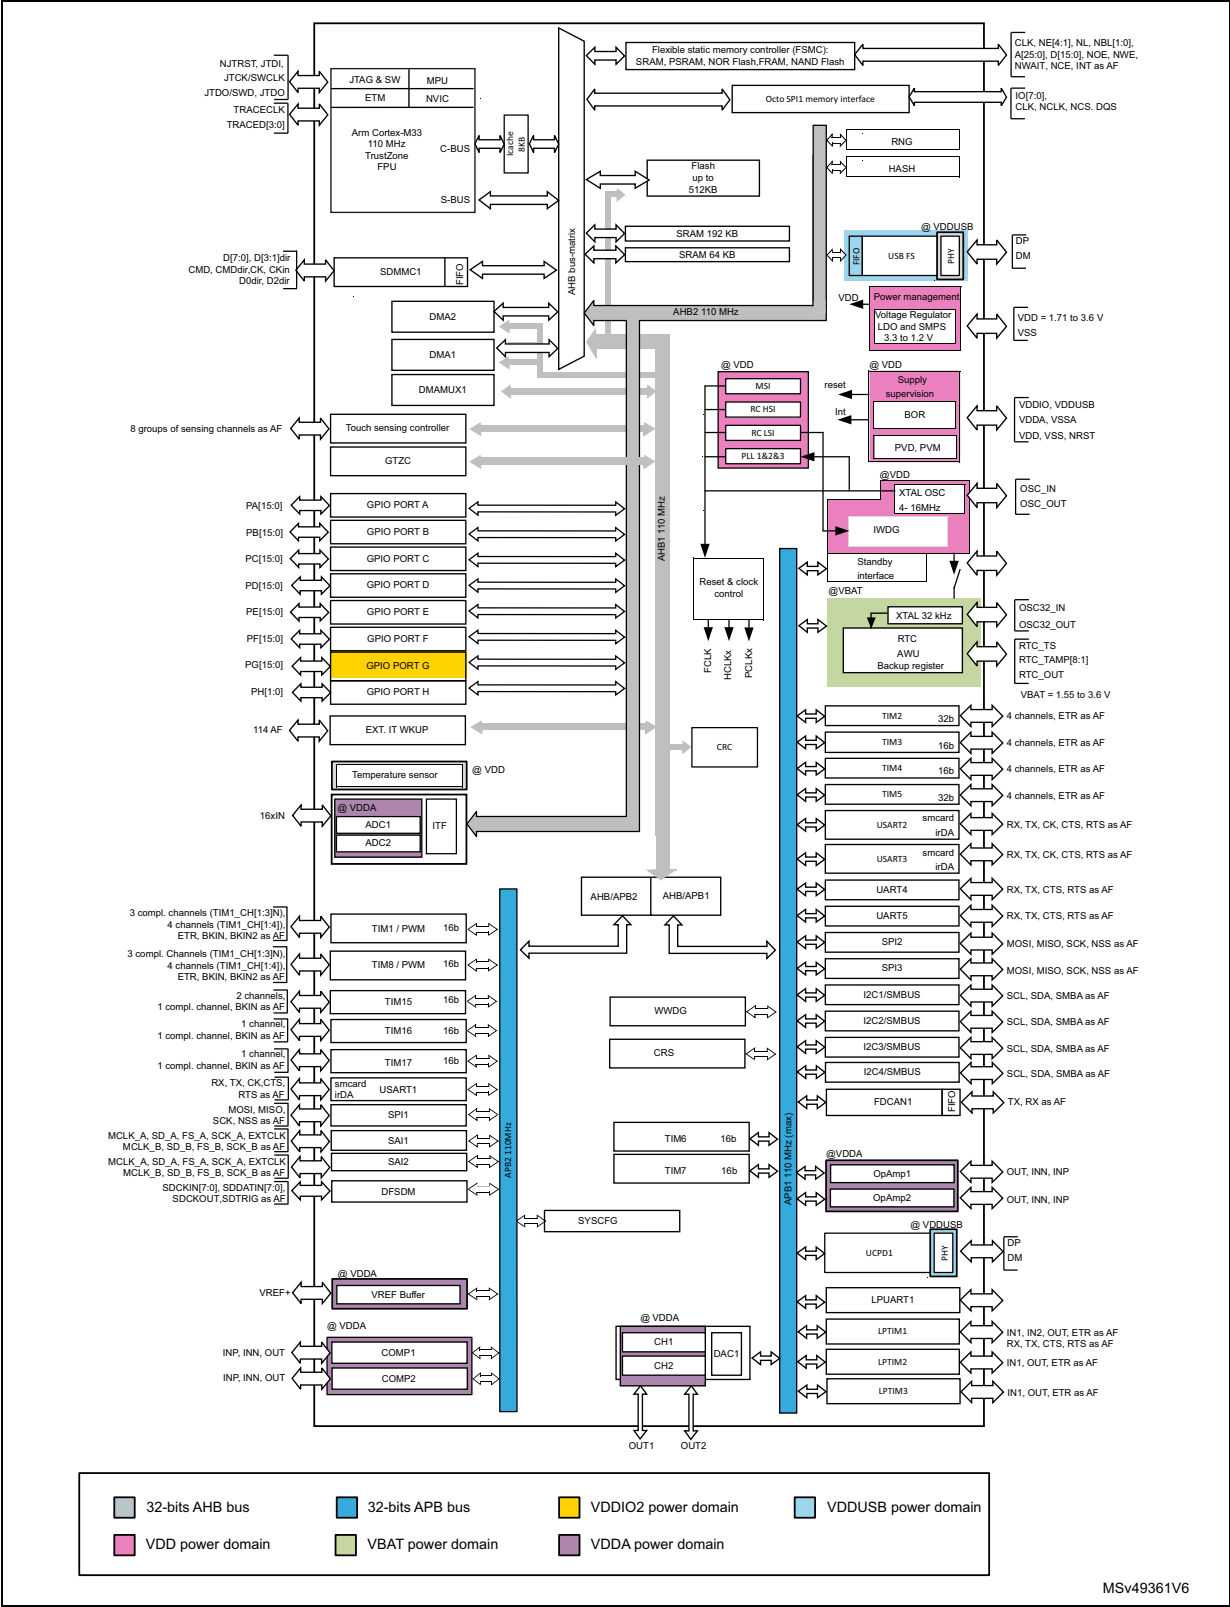 NJTRST, JTDI,
JTCK/SWCLK
JTDO/SWD, JTDO
TRACECLK
TRACED[3:0]
JTAG & SW
MPU
ETM
NVIC
Arm Cortex-M33
110 MHz
TrustZone
FPU
C-BUS
S-BUS
Icache
8KB
AHB bus-matrix
Flexible static memory controller (FSMC):
SRAM, PSRAM, NOR Flash,FRAM, NAND Flash
CLK, NE[4:1], NL, NBL[1:0],
A[25:0], D[15:0], NOE, NWE,
NWAIT, NCE, INT as AF
Octo SPI1 memory interface
IO[7:0],
CLK, NCLK, NCS. DQS
RNG
HASH
Flash
up to
512KB
SRAM 192 KB
SRAM 64 KB
@ VDDUSB
FIFO
USB FS
PHY
DP
DM
D[7:0], D[3:1]dir
CMD, CMDdir,CK, CKin
D0dir, D2dir
SDMMC1
FIFO
AHB2 110 MHz
VDD
Power management
Voltage Regulator
LDO and SMPS
3.3 to 1.2 V
VDD = 1.71 to 3.6 V
VSS
DMA2
DMA1
DMAMUX1
@ VDD
MSI
RC HSI
RC LSI
PLL 1&2&3
@ VDD
reset
Int
Supply
supervision
BOR
PVD, PVM
VDDIO, VDDUSB
VDDA, VSSA
VDD, VSS, NRST
8 groups of sensing channels as AF
Touch sensing controller
GTZC
@VDD
XTAL OSC
4- 16MHz
IWDG
OSC_IN
OSC_OUT
PA[15:0]
GPIO PORT A
PB[15:0]
GPIO PORT B
PC[15:0]
GPIO PORT C
PD[15:0]
GPIO PORT D
PE[15:0]
GPIO PORT E
PF[15:0]
GPIO PORT F
PG[15:0]
GPIO PORT G
PH[1:0]
GPIO PORT H
AHB1 110 MHz
Standby
interface
Reset & clock
control
FCLK
HCLKx
PCLKx
@VBAT
XTAL 32 kHz
RTC
AWU
Backup register
OSC32_IN
OSC32_OUT
RTC_TS
RTC_TAMP[8:1]
RTC_OUT
VBAT = 1.55 to 3.6 V
114 AF
EXT. IT WKUP
CRC
Temperature sensor
@ VDD
16xIN
@ VDDA
ADC1
ADC2
ITF
TIM2
32b
4 channels, ETR as AF
TIM3
16b
4 channels, ETR as AF
TIM4
16b
4 channels, ETR as AF
TIM5
32b
4 channels, ETR as AF
USART2
smcard
irDA
RX, TX, CK, CTS, RTS as AF
USART3
smcard
irDA
RX, TX, CK, CTS, RTS as AF
UART4
RX, TX, CTS, RTS as AF
UART5
RX, TX, CTS, RTS as AF
SPI2
MOSI, MISO, SCK, NSS as AF
SPI3
MOSI, MISO, SCK, NSS as AF
I2C1/SMBUS
SCL, SDA, SMBA as AF
I2C2/SMBUS
SCL, SDA, SMBA as AF
I2C3/SMBUS
SCL, SDA, SMBA as AF
I2C4/SMBUS
SCL, SDA, SMBA as AF
FDCAN1
FIFO
TX, RX as AF
AHB/APB2
AHB/APB1
3 compl. channels (TIM1_CH[1:3]N),
4 channels (TIM1_CH[1:4]),
ETR, BKIN, BKIN2 as AF
TIM1 / PWM
16b
3 compl. Channels (TIM1_CH[1:3]N),
4 channels (TIM1_CH[1:4]),
ETR, BKIN, BKIN2 as AF
TIM8 / PWM
16b
2 channels,
1 compl. channel, BKIN as AF
TIM15
16b
1 channel,
1 compl. channel, BKIN as AF
TIM16
16b
1 channel,
1 compl. channel, BKIN as AF
TIM17
16b
RX, TX, CK,CTS,
RTS as AF
smcard
irDA
USART1
MOSI, MISO,
SCK, NSS as AF
SPI1
MCLK_A, SD_A, FS_A, SCK_A, EXTCLK
MCLK_B, SD_B, FS_B, SCK_B as AF
SAI1
MCLK_A, SD_A, FS_A, SCK_A, EXTCLK
MCLK_B, SD_B, FS_B, SCK_B as AF
SAI2
SDCKIN[7:0], SDDATIN[7:0],
SDCKOUT,SDTRIG as AF
DFSDM
APB2 110MHz
WWDG
CRS
TIM6
16b
TIM7
16b
APB1 110 MHz (max)
@VDDA
OpAmp1
OUT, INN, INP
OpAmp2
OUT, INN, INP
SYSCFG
@ VDDUSB
UCPD1
PHY
DP
DM
VREF+
@ VDDA
VREF Buffer
@ VDDA
COMP1
COMP2
INP, INN, OUT
INP, INN, OUT
@ VDDA
CH1
CH2
DAC1
OUT1
OUT2
LPUART1
LPTIM1
IN1, IN2, OUT, ETR as AF
RX, TX, CTS, RTS as AF
LPTIM2
IN1, OUT, ETR as AF
LPTIM3
IN1, OUT, ETR as AF
32-bits AHB bus
32-bits APB bus
VDDIO2 power domain
VDDUSB power domain
VDD power domain
VBAT power domain
VDDA power domain
MSv49361V6